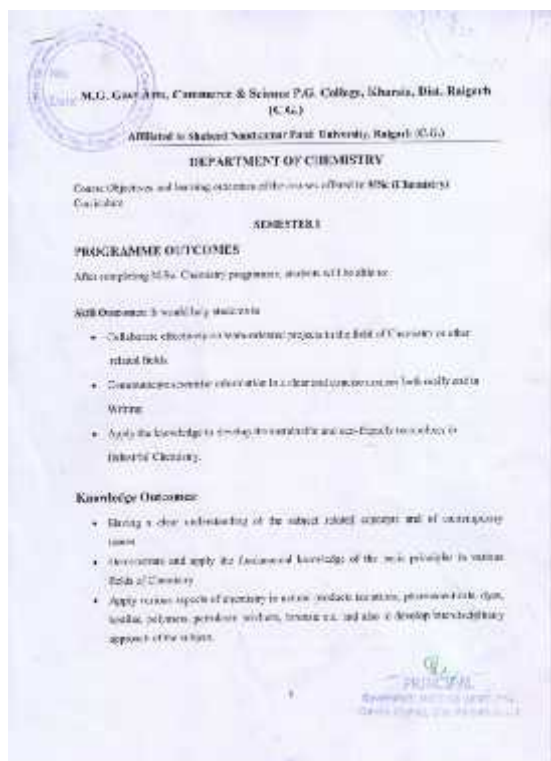 M.G. Govt Arts, Commerce & Science P.G. College, Kharsia, Dist. Raigarh
(C.G.)
Affiliated to Shaheed Nandkumar Patel University, Raigarh (C.G.)
DEPARTMENT OF CHEMISTRY
Course Objectives and learning outcomes of the courses offered in MSc (Chemistry)
Curriculum
SEMESTER I
PROGRAMME OUTCOMES
After completing M.Sc. Chemistry programme, students will be able to:
Skill Outcomes: It would help students to
• Collaborate effectively on team-oriented projects in the field of Chemistry or other
related fields.
• Communicate scientific information in a clear and concise manner both orally and in
Writing
• Apply the knowledge to develop the sustainable and eco-friendly technology in
Industrial Chemistry.
Knowledge Outcomes:
• Having a clear understanding of the subject related concepts and of contemporary
issues
• Demonstrate and apply the fundamental knowledge of the basic principles in various
fields of Chemistry
• Apply various aspects of chemistry in natural products isolations, pharmaceuticals, dyes,
textiles, polymers, petroleum products, forensic etc. and also to develop interdisciplinary
approach of the subject.
PRINCIPAL